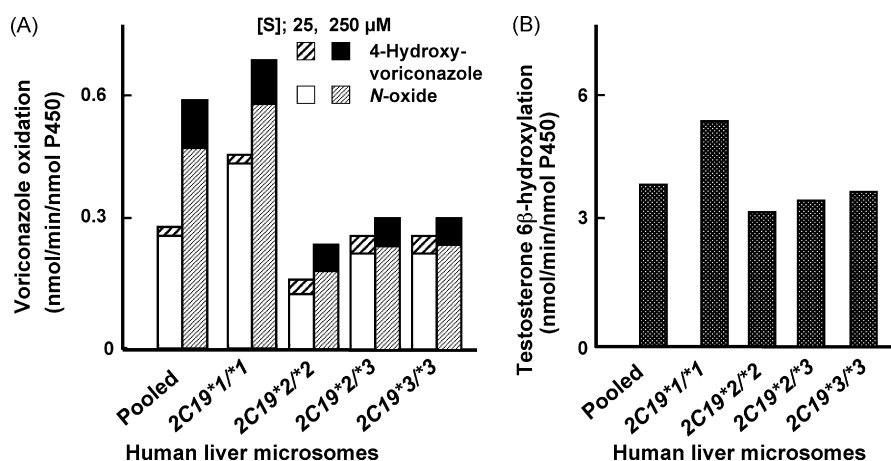 (A)
[S]; 25, 250 µM
4-Hydroxy-
voriconazole
N-oxide
Voriconazole oxidation
(nmol/min/nmol P450)
0.6
0.3
0
Pooled
2C19*1/*1
2C19*2/*2
2C19*2/*3
2C19*3/*3
Human liver microsomes
(B)
Testosterone 6β-hydroxylation
(nmol/min/nmol P450)
6
3
0
Pooled
2C19*1/*1
2C19*2/*2
2C19*2/*3
2C19*3/*3
Human liver microsomes